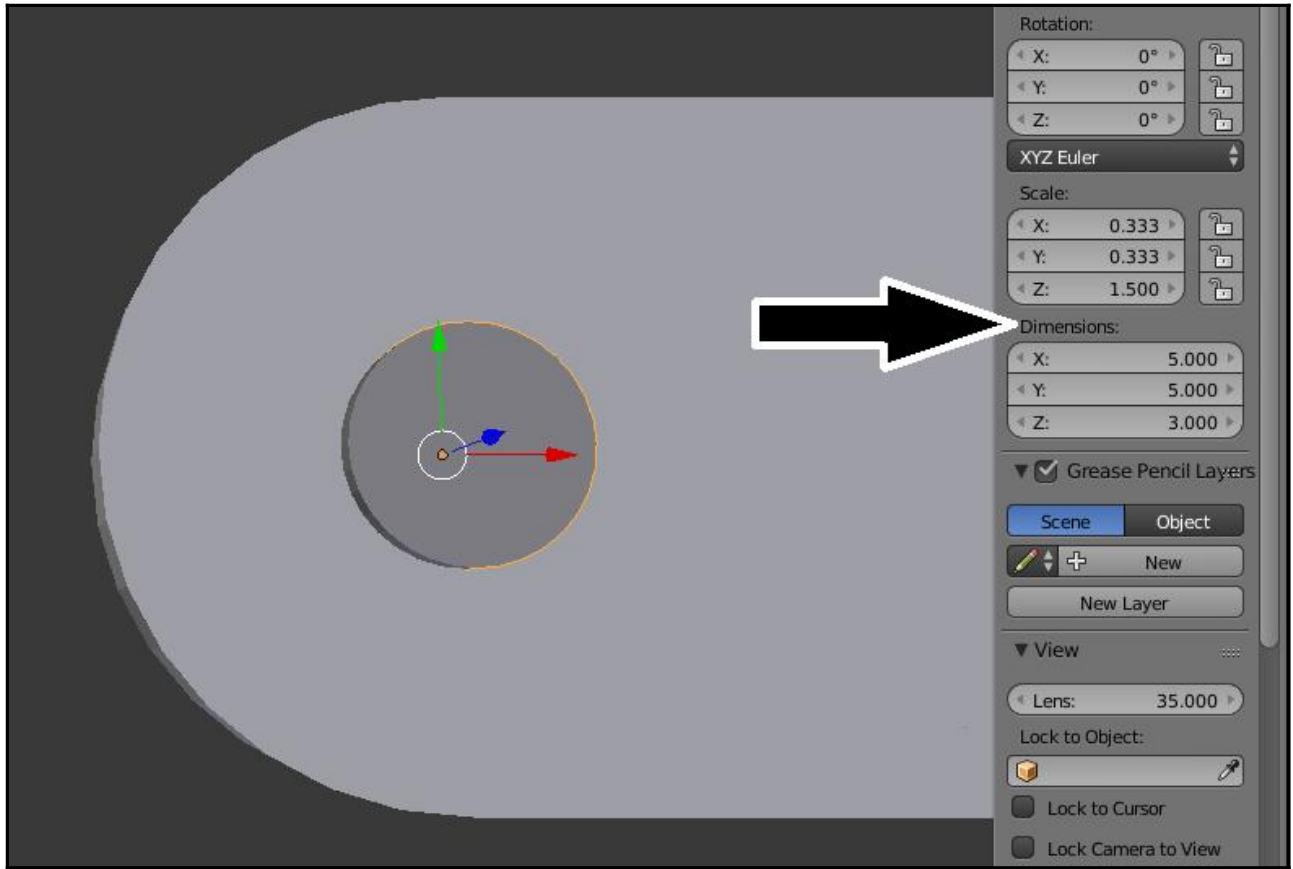 Rotation:
X: 0°
Y: 0°
Z: 0°
XYZ Euler
Scale:
X: 0.333
Y: 0.333
Z: 1.500
Dimensions:
X: 5.000
Y: 5.000
Z: 3.000
Grease Pencil Layers
Scene Object
New
New Layer
View
Lens: 35.000
Lock to Object:
Lock to Cursor
Lock Camera to View